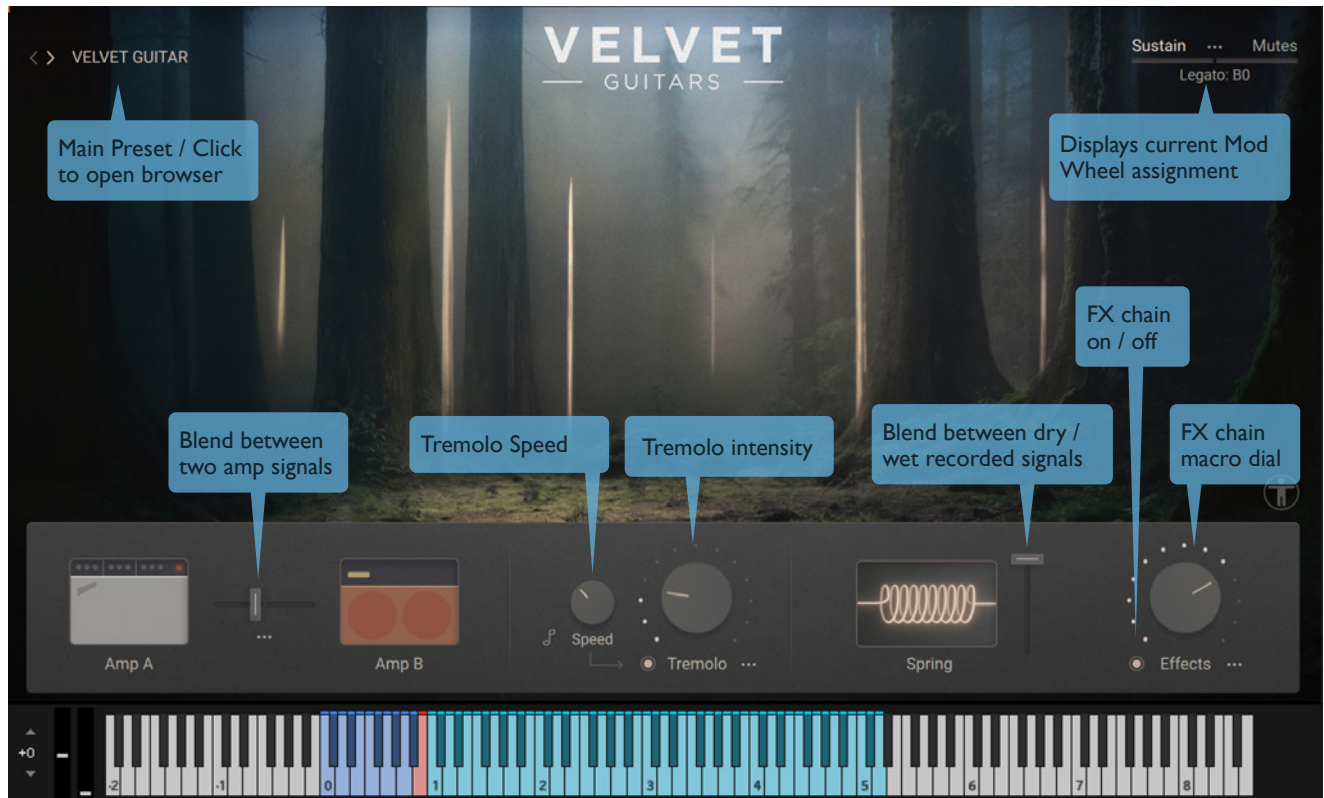 VELVET GUITAR
VELVET
GUITARS
Sustain ... Mutes
Legato: B0
Main Preset / Click
to open browser
Displays current Mod
Wheel assignment
FX chain
on / off
Blend between
two amp signals
Tremolo Speed
Tremolo intensity
Blend between dry /
wet recorded signals
FX chain
macro dial
Amp A
...
Amp B
Speed
Tremolo ...
Spring
Effects ...
+0
-2 -1 0 1 2 3 4 5 6 7 8